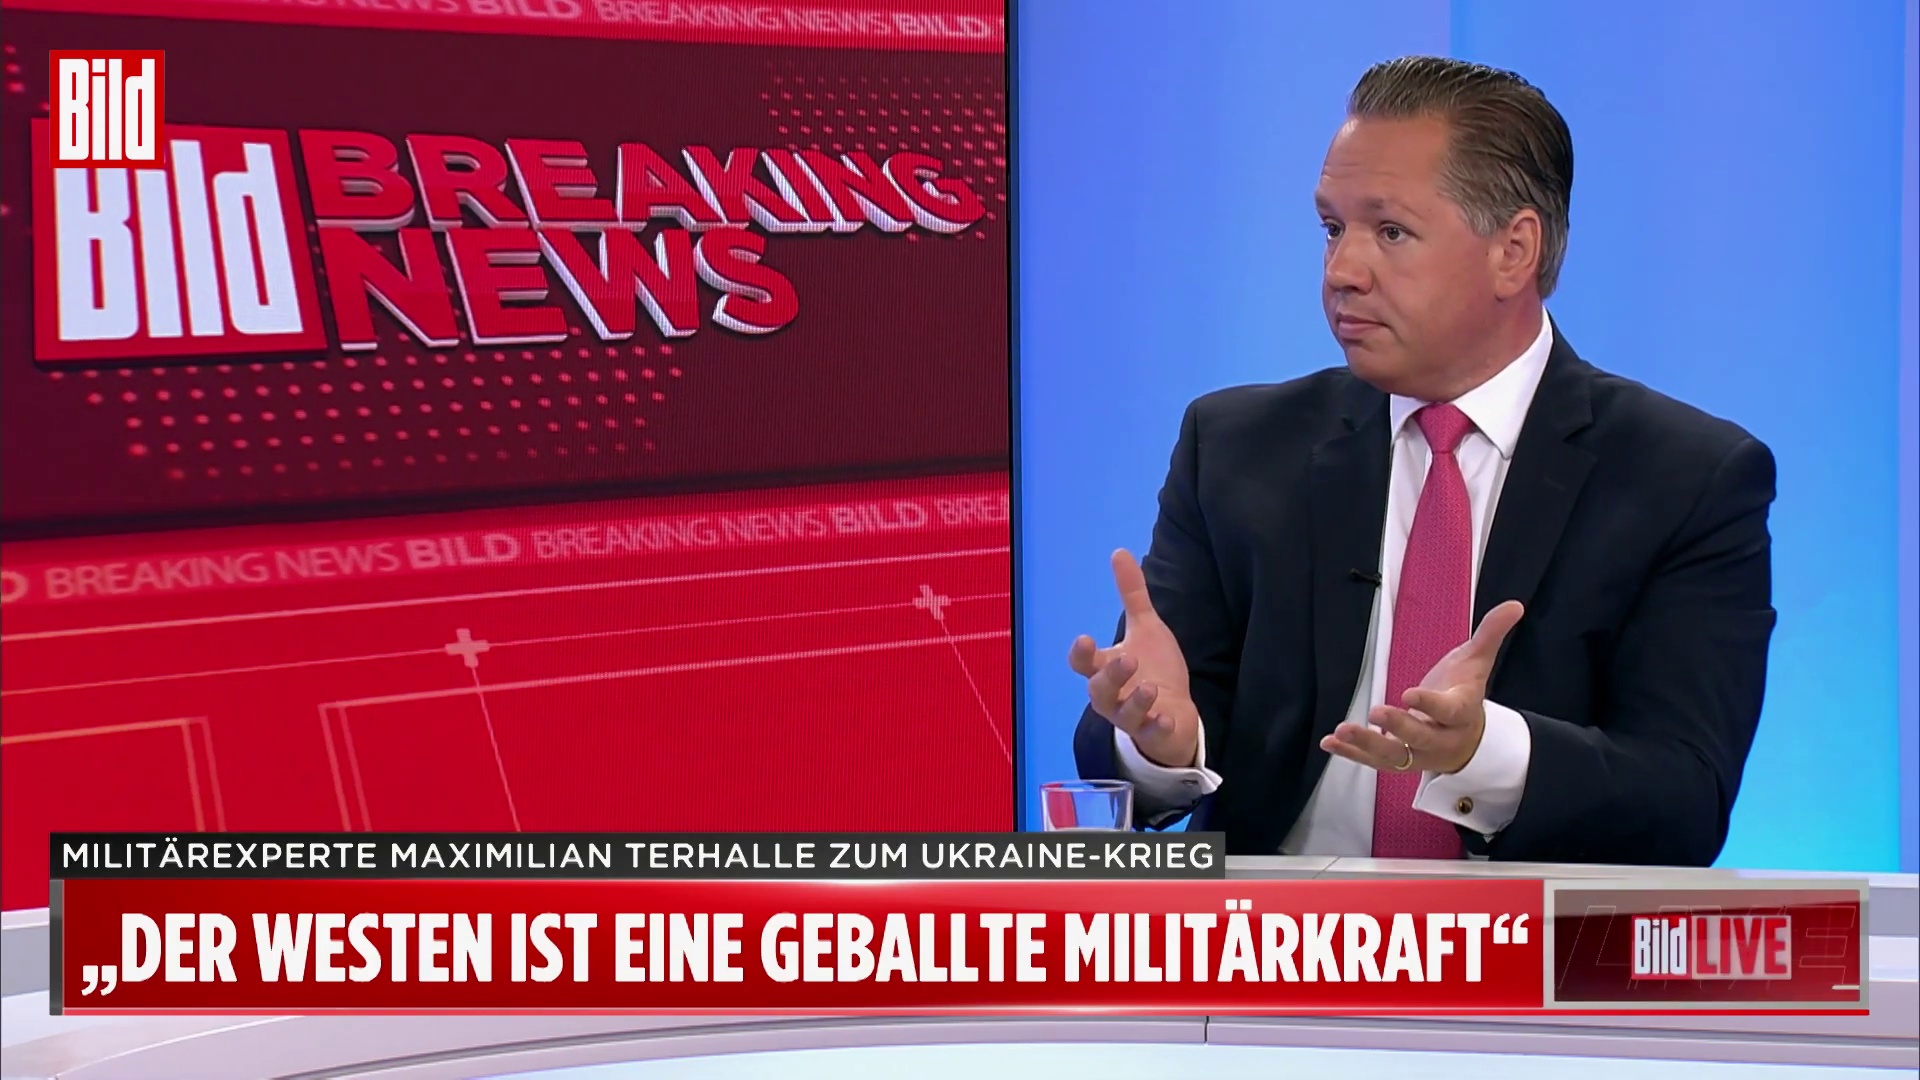 BREAKING NEWS BILD BREAKING NEWS BILD
Bild
Bild BREAKING
NEWS
BREAKING NEWS BILD BREAKING NEWS BILD BREA
MILITÄREXPERTE MAXIMILIAN TERHALLE ZUM UKRAINE-KRIEG
„DER WESTEN IST EINE GEBALLTE MILITÄRKRAFT“
Bild LIVE